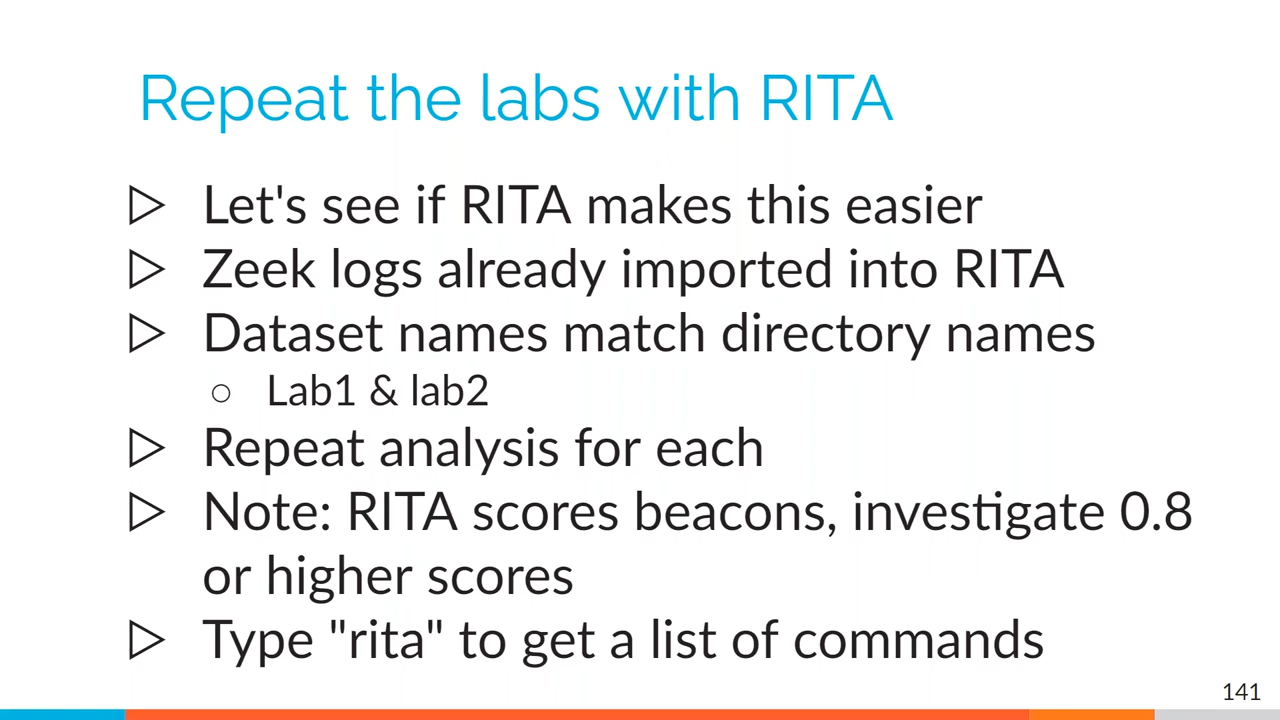 Repeat the labs with RITA
▷ Let's see if RITA makes this easier
▷ Zeek logs already imported into RITA
▷ Dataset names match directory names
○ Lab1 & lab2
▷ Repeat analysis for each
▷ Note: RITA scores beacons, investigate 0.8
or higher scores
▷ Type "rita" to get a list of commands
141